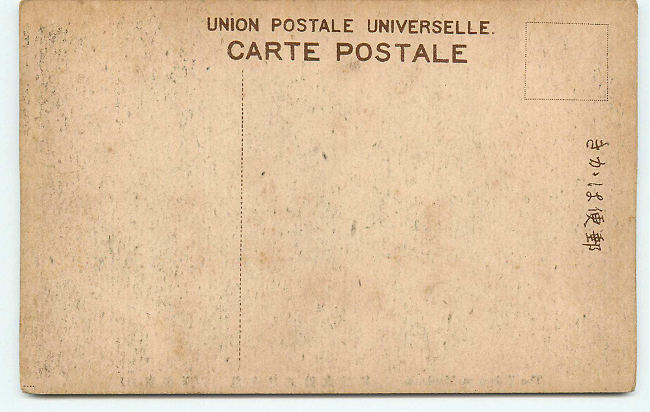 UNION POSTALE UNIVERSELLE.
CARTE POSTALE
郵便はがき